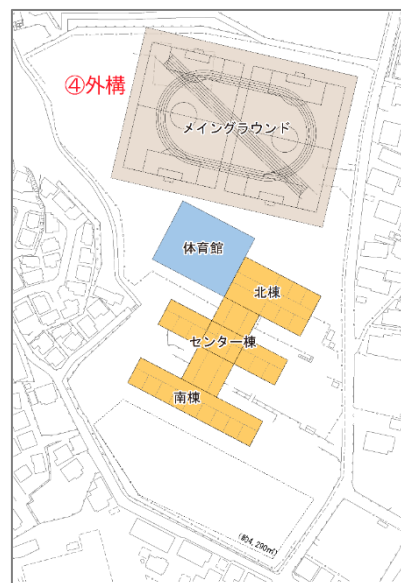 ④外構
メイングラウンド
体育館
北棟
センター棟
南棟
(約4,290㎡)